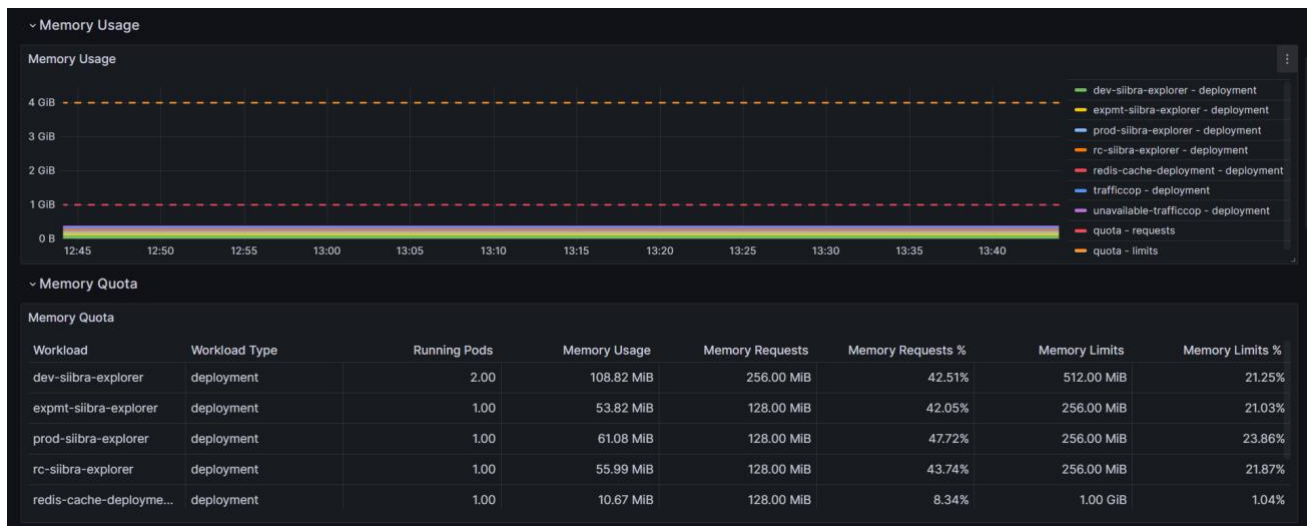 Memory Usage
Memory Usage
4 GiB
3 GiB
2 GiB
1 GiB
0 B
12:45 12:50 12:55 13:00 13:05 13:10 13:15 13:20 13:25 13:30 13:35 13:40
dev-siibra-explorer - deployment
expmt-siibra-explorer - deployment
prod-siibra-explorer - deployment
rc-siibra-explorer - deployment
redis-cache-deployment - deployment
trafficcop - deployment
unavailable-trafficcop - deployment
quota - requests
quota - limits
Memory Quota
Memory Quota
Workload Workload Type Running Pods Memory Usage Memory Requests Memory Requests % Memory Limits Memory Limits %
dev-siibra-explorer deployment 2.00 108.82 MiB 256.00 MiB 42.51% 512.00 MiB 21.25%
expmt-siibra-explorer deployment 1.00 53.82 MiB 128.00 MiB 42.05% 256.00 MiB 21.03%
prod-siibra-explorer deployment 1.00 61.08 MiB 128.00 MiB 47.72% 256.00 MiB 23.86%
rc-siibra-explorer deployment 1.00 55.99 MiB 128.00 MiB 43.74% 256.00 MiB 21.87%
redis-cache-deployme... deployment 1.00 10.67 MiB 128.00 MiB 8.34% 1.00 GiB 1.04%